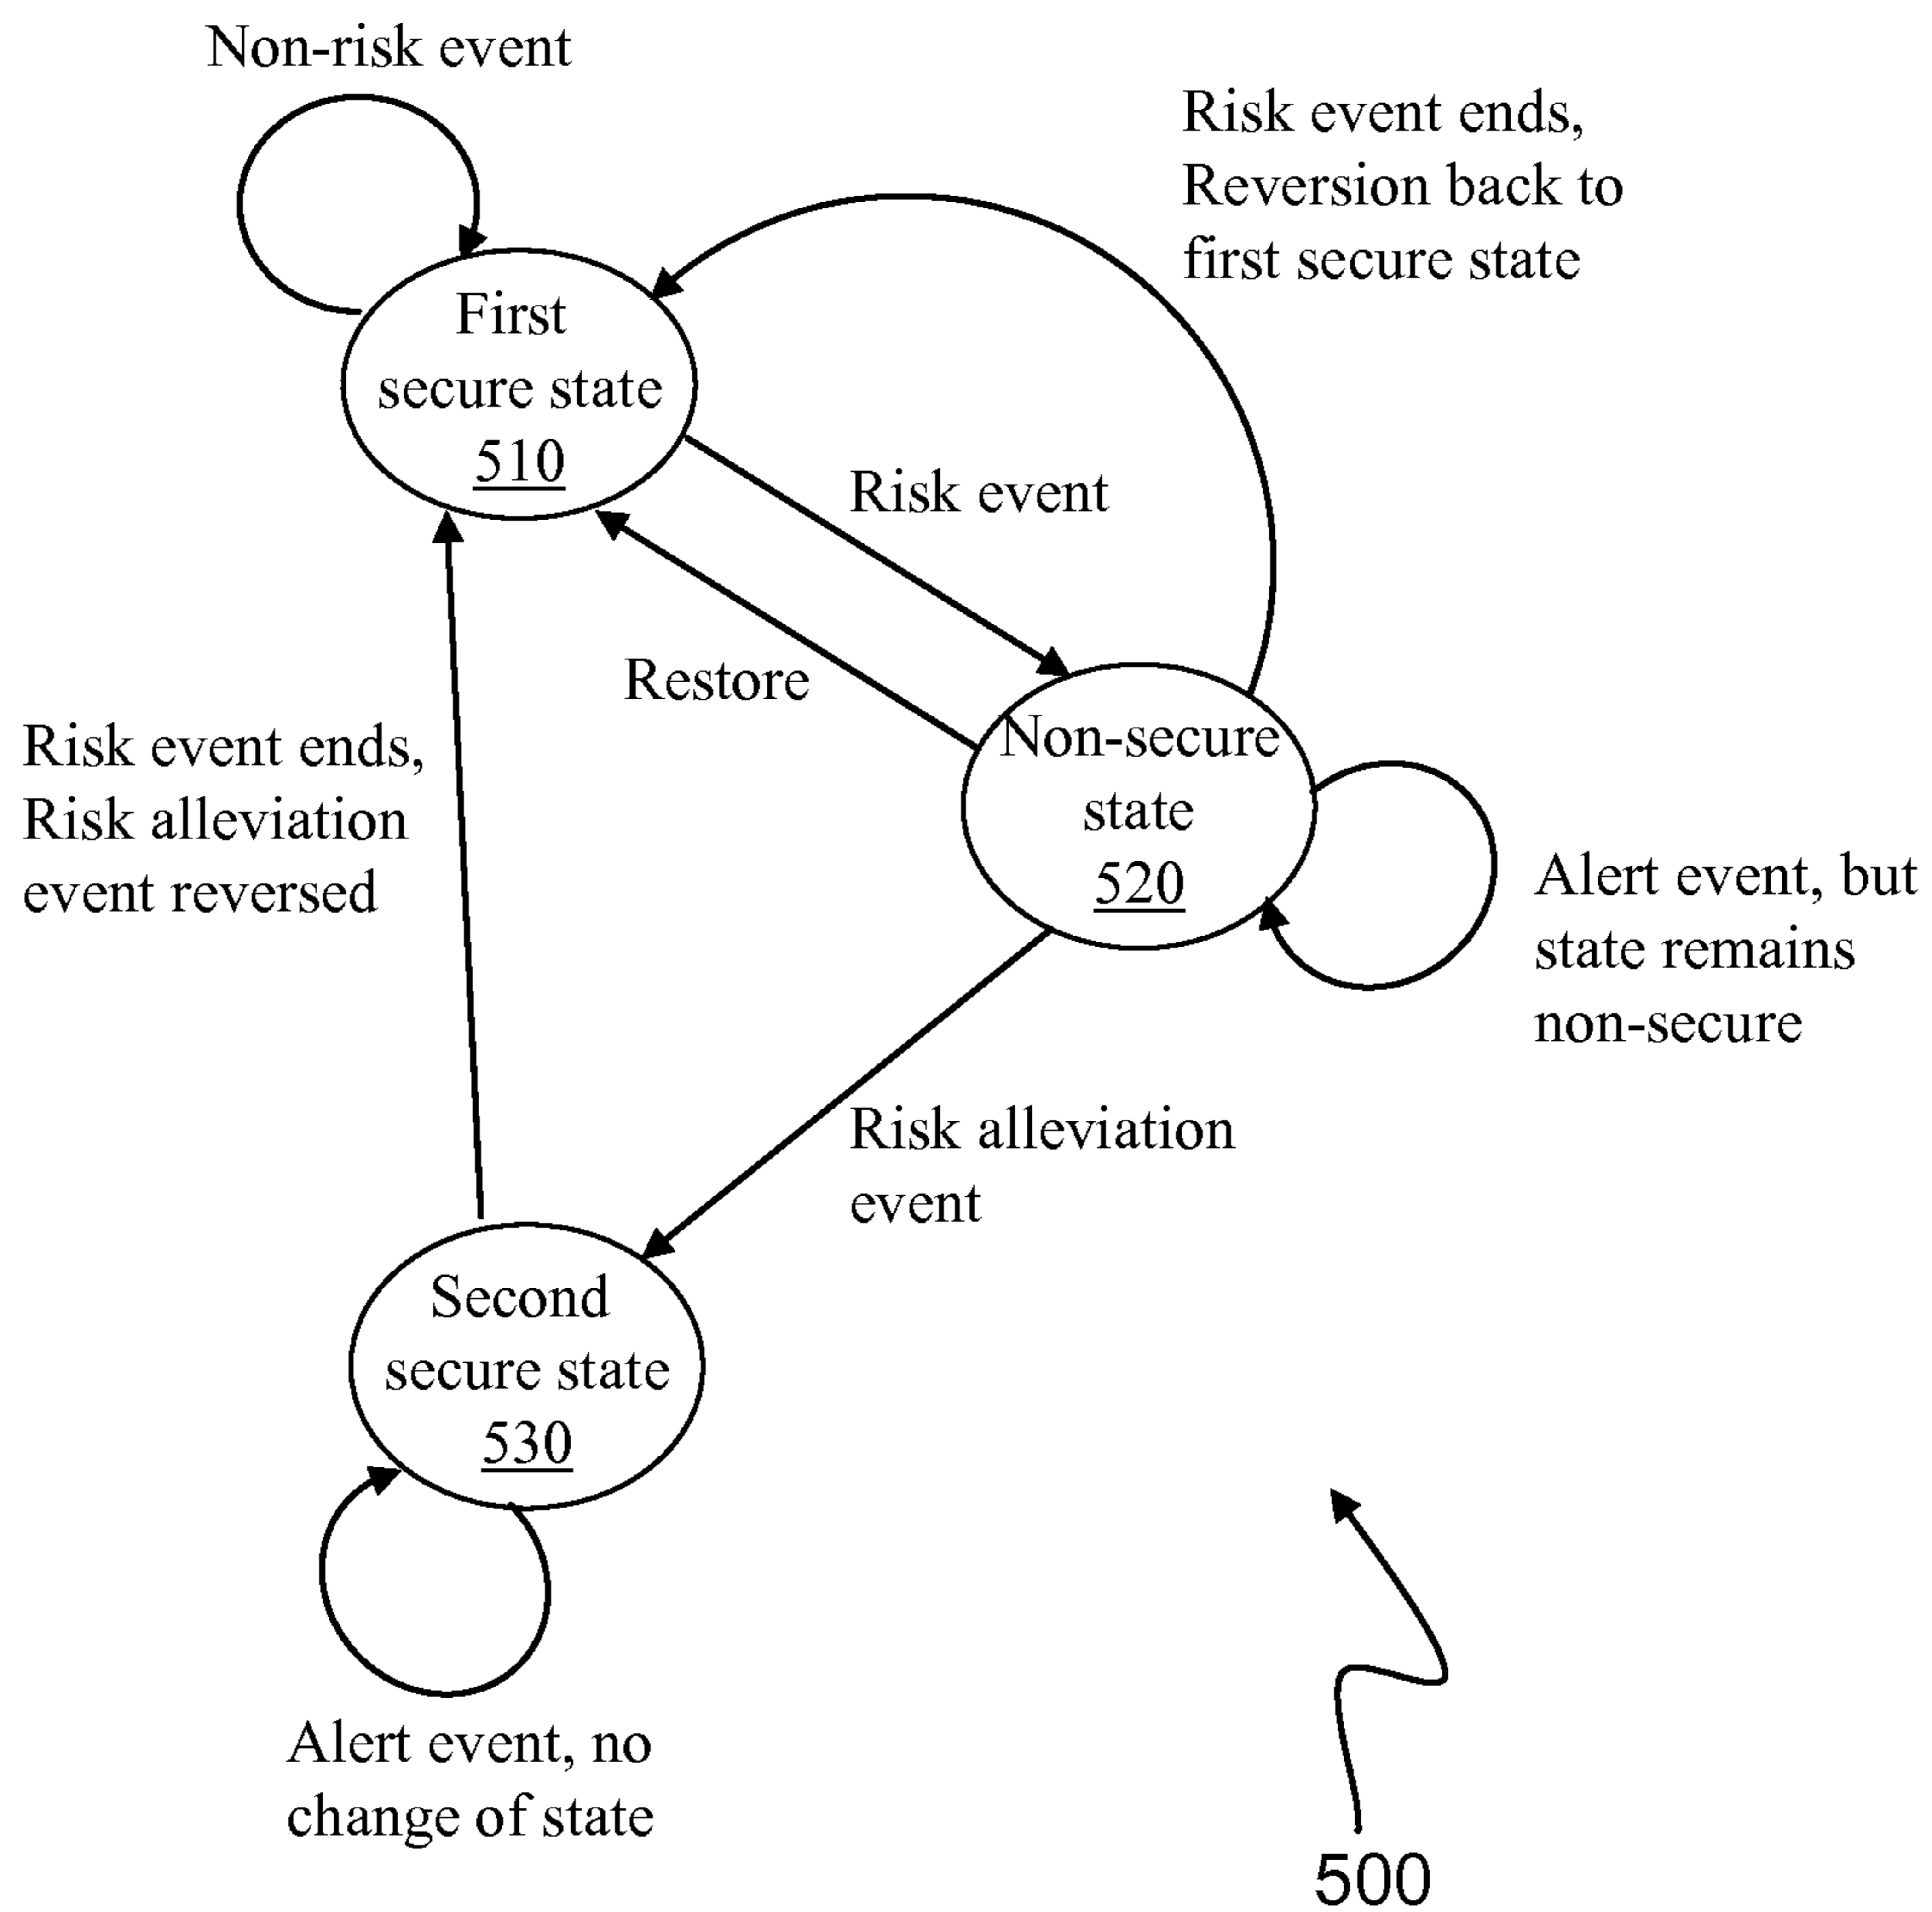 Non-risk event
Risk event ends,
Reversion back to
first secure state
First
secure state
510
Risk event
Restore
Non-secure
state
520
Risk event ends,
Risk alleviation
event reversed
Alert event, but
state remains
non-secure
Risk alleviation
event
Second
secure state
530
Alert event, no
change of state
500